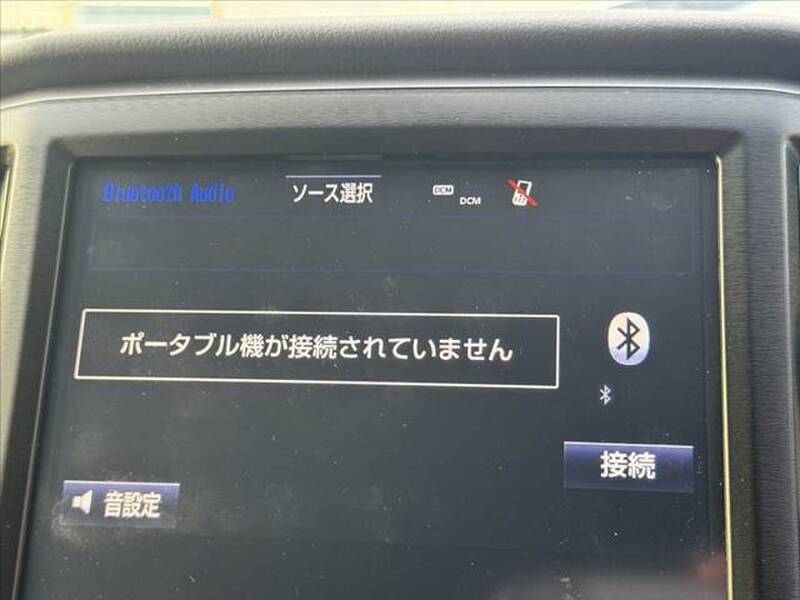 Bluetooth Audio
ソース選択
DCM
DCM
ポータブル機が接続されていません
接続
音設定